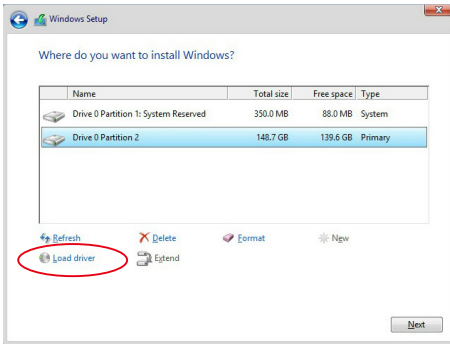 Windows Setup
Where do you want to install Windows?
Name Total size Free space Type
Drive 0 Partition 1: System Reserved 350.0 MB 88.0 MB System
Drive 0 Partition 2 148.7 GB 139.6 GB Primary
Refresh Delete Format New
Load driver Extend
Next